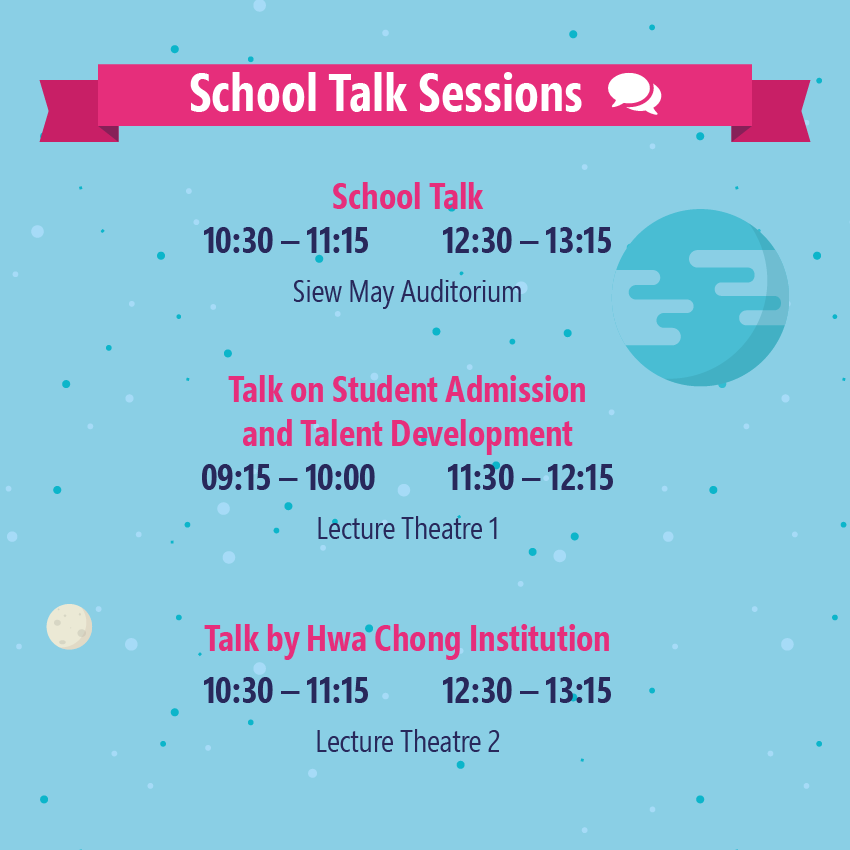 School Talk Sessions
School Talk
10:30 – 11:15 12:30 – 13:15
Siew May Auditorium
Talk on Student Admission
and Talent Development
09:15 – 10:00 11:30 – 12:15
Lecture Theatre 1
Talk by Hwa Chong Institution
10:30 – 11:15 12:30 – 13:15
Lecture Theatre 2